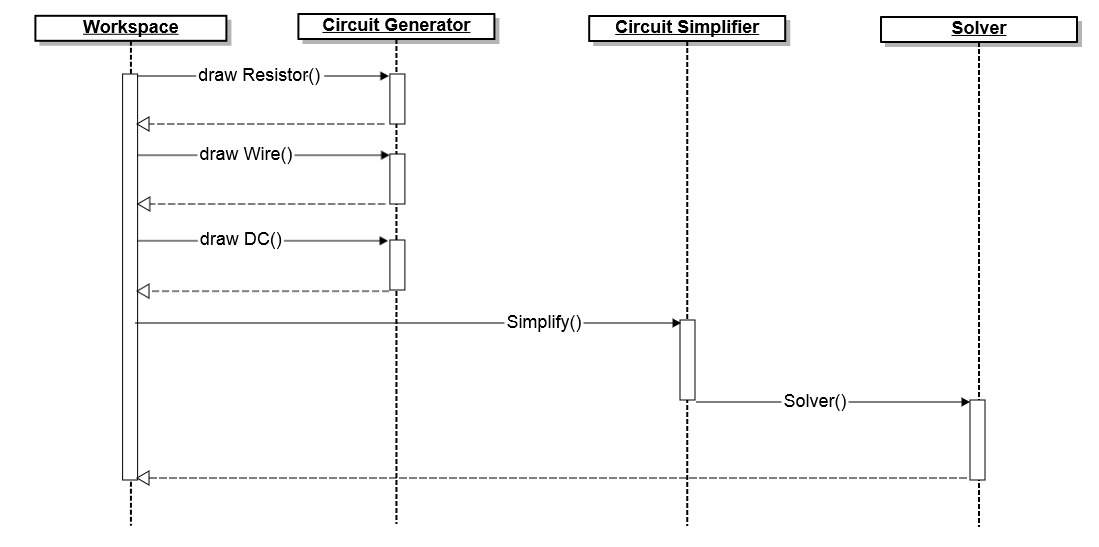 Workspace
Circuit Generator
Circuit Simplifier
Solver
draw Resistor()
draw Wire()
draw DC()
Simplify()
Solver()